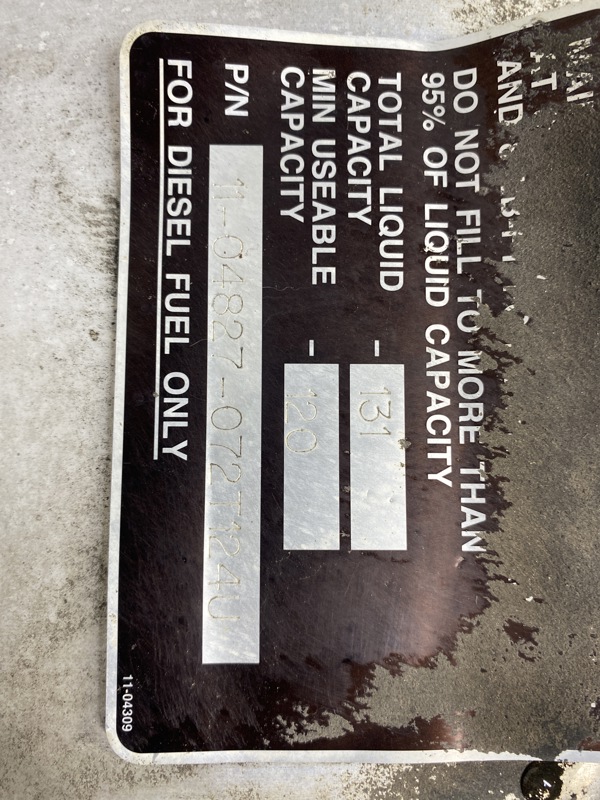 AND
DO NOT FILL TO MORE THAN
95% OF LIQUID CAPACITY
TOTAL LIQUID
CAPACITY - 131
MIN USEABLE
CAPACITY - 120
P/N 11-04827-072T124U
FOR DIESEL FUEL ONLY
11-04309